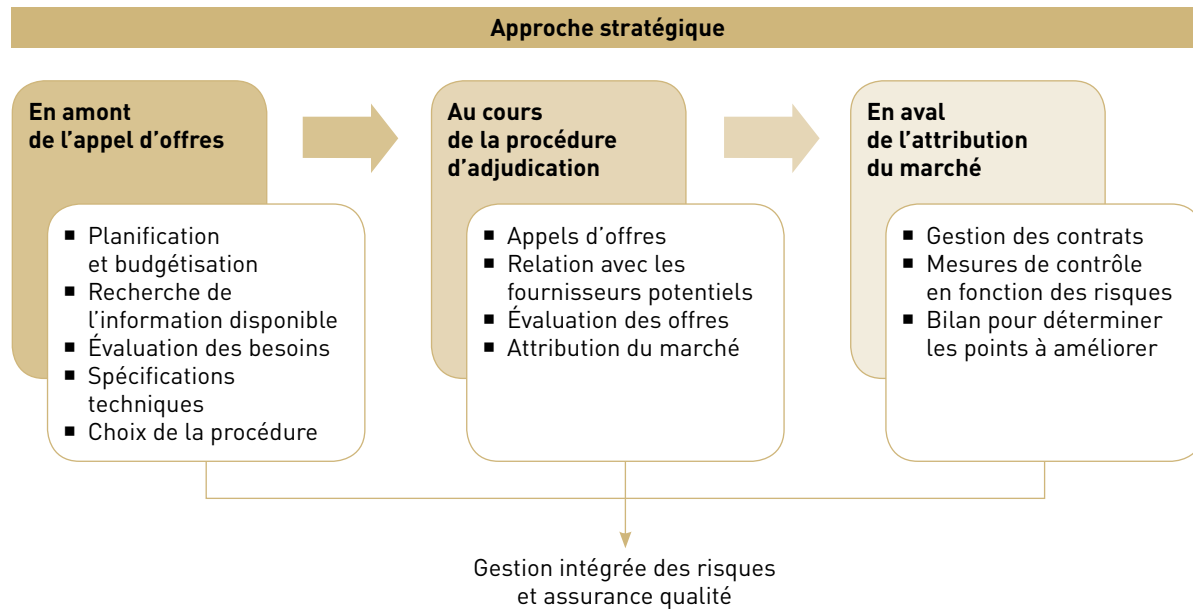 Approche stratégique
En amont
de l’appel d’offres
■ Planification
et budgétisation
■ Recherche de
l’information disponible
■ Évaluation des besoins
■ Spécifications
techniques
■ Choix de la procédure
Au cours
de la procédure
d’adjudication
■ Appels d’offres
■ Relation avec les
fournisseurs potentiels
■ Évaluation des offres
■ Attribution du marché
En aval
de l’attribution
du marché
■ Gestion des contrats
■ Mesures de contrôle
en fonction des risques
■ Bilan pour déterminer
les points à améliorer
Gestion intégrée des risques
et assurance qualité